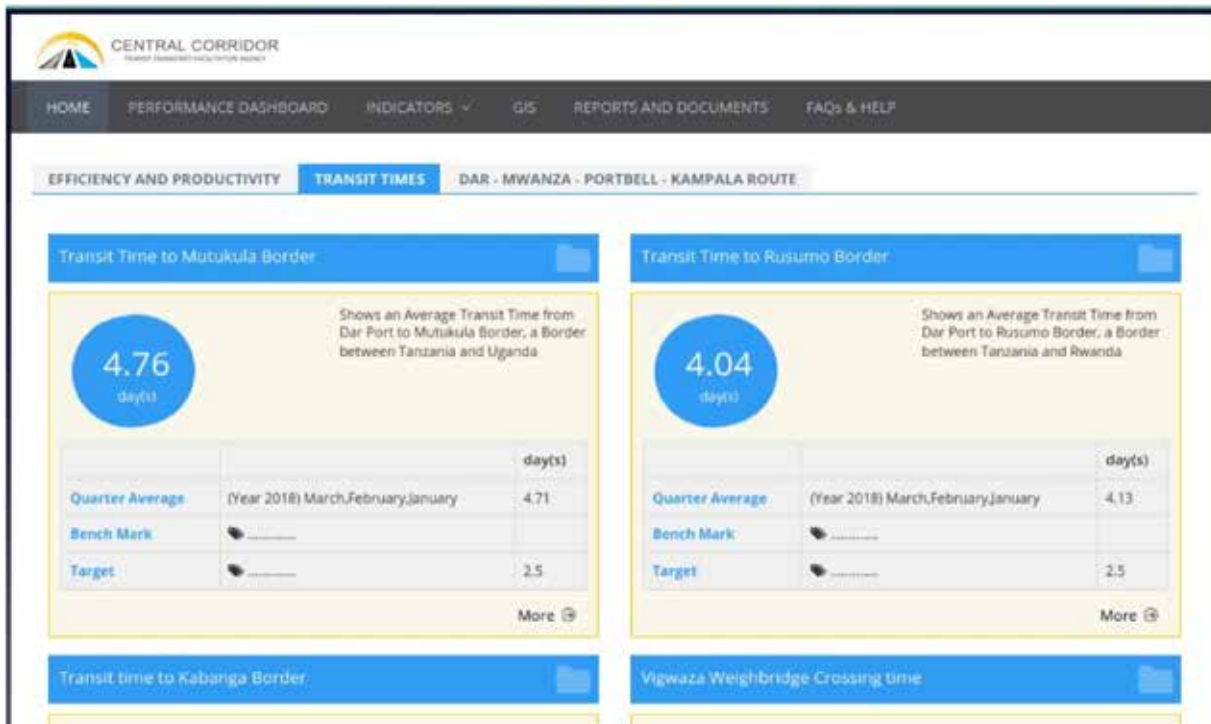 CENTRAL CORRIDOR
TRANSIT TRANSPORT FACILITATION AGENCY
HOME PERFORMANCE DASHBOARD INDICATORS GIS REPORTS AND DOCUMENTS FAQs & HELP
EFFICIENCY AND PRODUCTIVITY TRANSIT TIMES DAR - MWANZA - PORTBELL - KAMPALA ROUTE
Transit Time to Mutukula Border
Shows an Average Transit Time from
Dar Port to Mutukula Border, a Border
between Tanzania and Uganda
4.76
day(s)
day(s)
Quarter Average (Year 2018) March,February,January 4.71
Bench Mark ............
Target ............ 2.5
More
Transit Time to Rusumo Border
Shows an Average Transit Time from
Dar Port to Rusumo Border, a Border
between Tanzania and Rwanda
4.04
day(s)
day(s)
Quarter Average (Year 2018) March,February,January 4.13
Bench Mark ............
Target ............ 2.5
More
Transit time to Kabanga Border
Vigwaza Weighbridge Crossing time